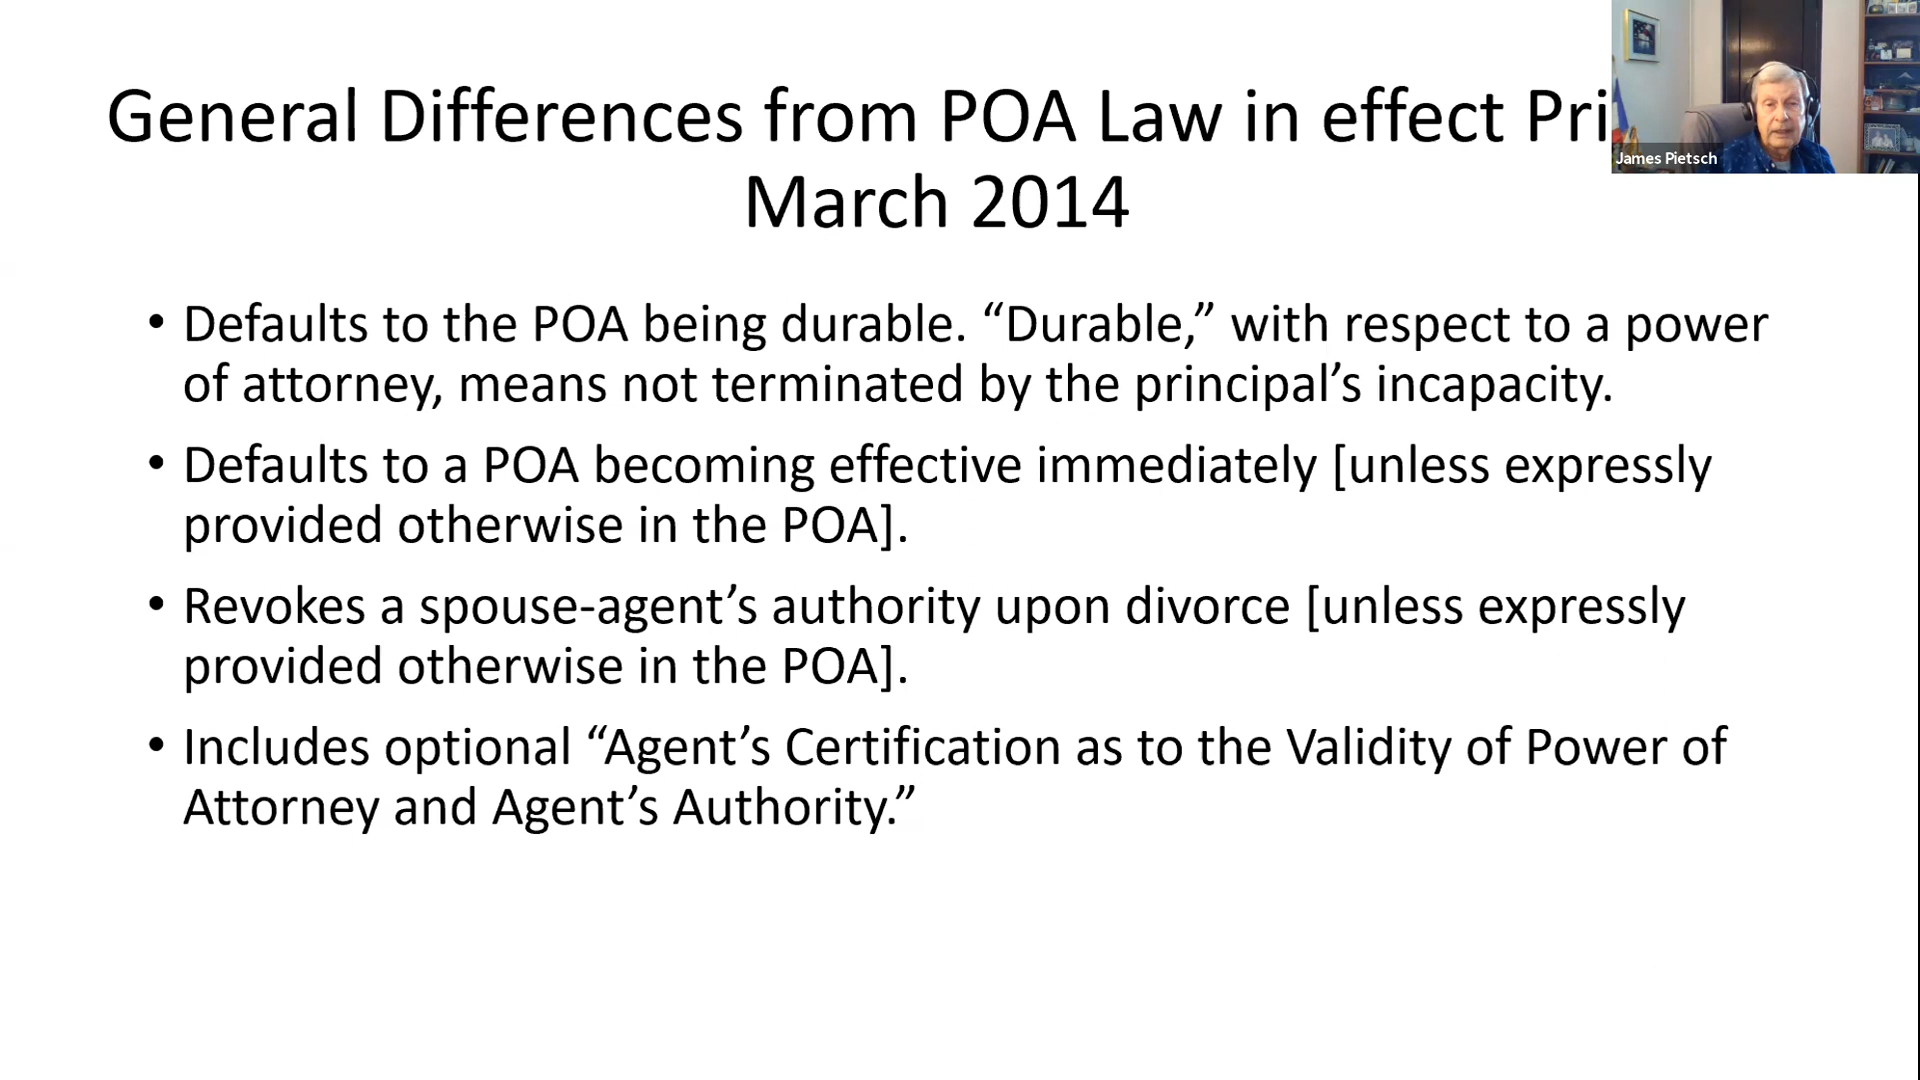 General Differences from POA Law in effect Pri
James Pietsch
March 2014
• Defaults to the POA being durable. “Durable,” with respect to a power
of attorney, means not terminated by the principal’s incapacity.
• Defaults to a POA becoming effective immediately [unless expressly
provided otherwise in the POA].
• Revokes a spouse-agent’s authority upon divorce [unless expressly
provided otherwise in the POA].
• Includes optional “Agent’s Certification as to the Validity of Power of
Attorney and Agent’s Authority.”